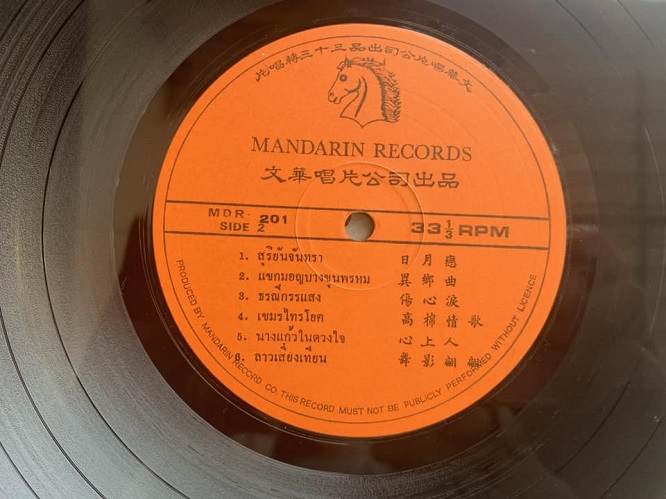 文華唱片公司出品三十三轉唱片
MANDARIN RECORDS
文華唱片公司出品
MDR 201 33 1/3 RPM
SIDE 2
1. สุริยันจันทรา 日月戀
2. แขกมอญบางขุนพรหม 異鄉曲
3. ธรณีกรรแสง 傷心淚
4. เขมรไทรโยค 高棉情歌
5. นางแก้วในดวงใจ 心上人
6. ลาวเสี่ยงเทียน 舞影翩翩
PRODUCED BY MANDARIN RECORD CO. THIS RECORD MUST NOT BE PUBLICLY PERFORMED WITHOUT LICENCE